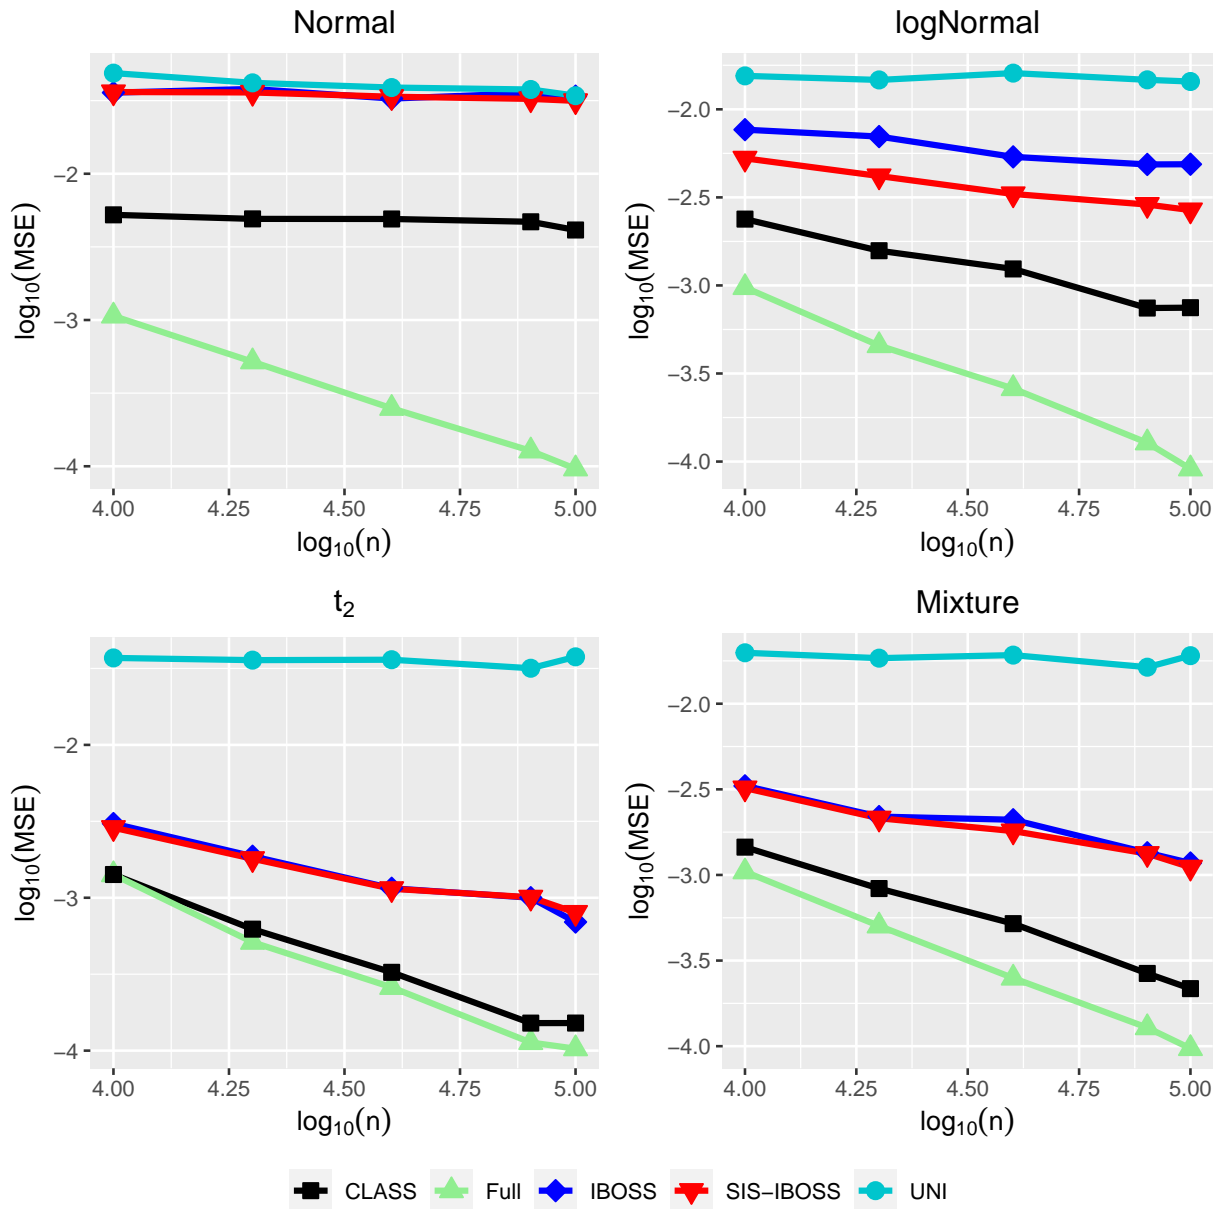 Normal
−2
−3
−4
log10(MSE)
4.00 4.25 4.50 4.75 5.00
log10(n)
logNormal
−2.0
−2.5
−3.0
−3.5
−4.0
log10(MSE)
4.00 4.25 4.50 4.75 5.00
log10(n)
t2
−2
−3
−4
log10(MSE)
4.00 4.25 4.50 4.75 5.00
log10(n)
Mixture
−2.0
−2.5
−3.0
−3.5
−4.0
log10(MSE)
4.00 4.25 4.50 4.75 5.00
log10(n)
CLASS Full IBOSS SIS−IBOSS UNI